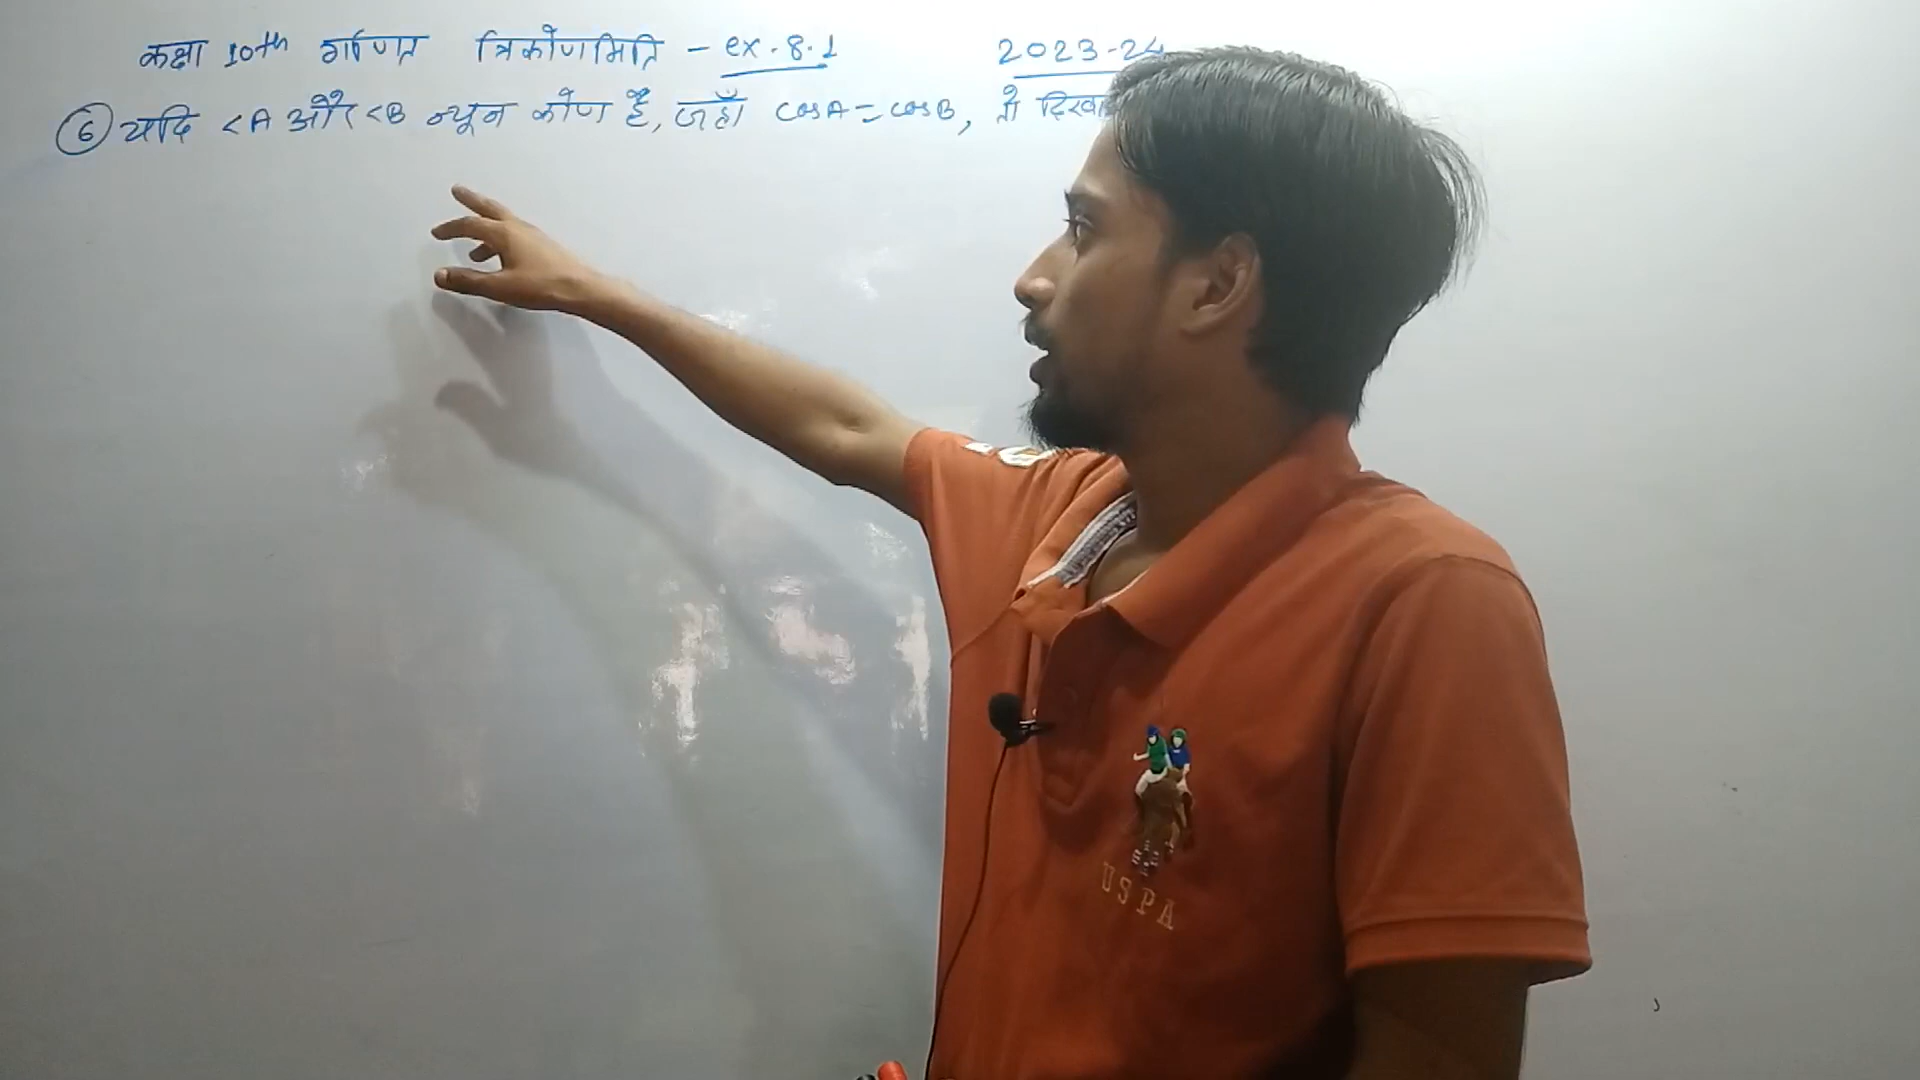 कक्षा 10th गणित त्रिकोणमिति - ex. 8.1 2023-24
⑥ यदि <A और <B न्यून कोण है, जहाँ cosA = cosB, तो
USPA